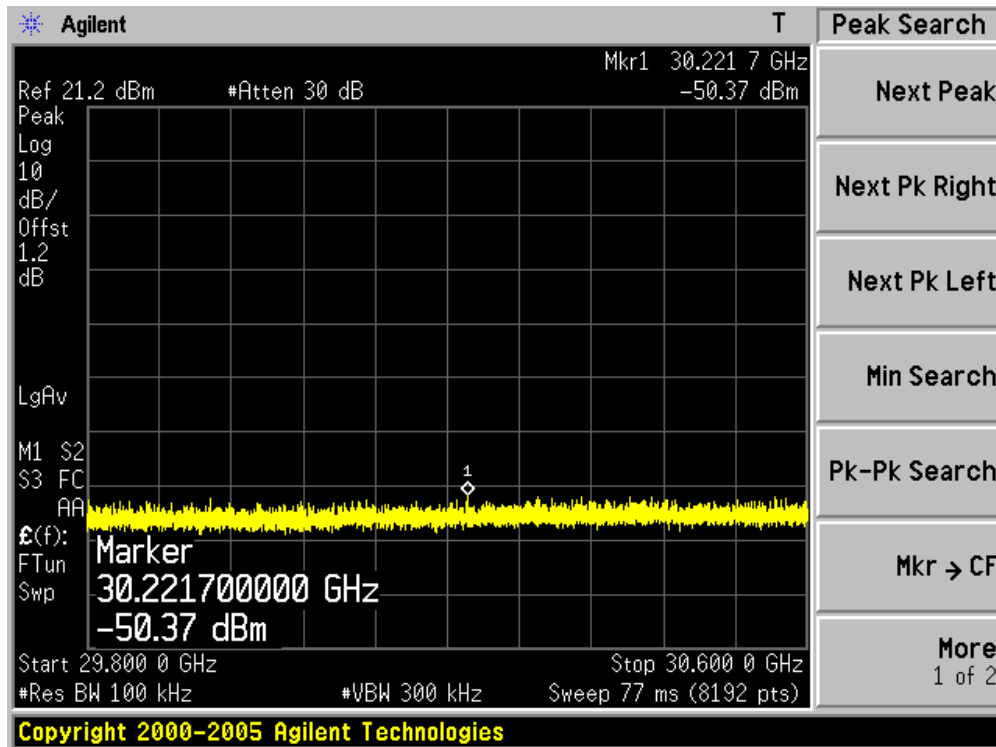 Agilent T Peak Search
Mkr1 30.221 7 GHz
Ref 21.2 dBm #Atten 30 dB -50.37 dBm
Peak
Log
10
dB/
Offst
1.2
dB
LgAv
M1 S2
S3 FC
AA
£(f):
FTun
Swp
1
Marker
30.221700000 GHz
-50.37 dBm
Start 29.800 0 GHz Stop 30.600 0 GHz
#Res BW 100 kHz #VBW 300 kHz Sweep 77 ms (8192 pts)
Copyright 2000-2005 Agilent Technologies
Next Peak
Next Pk Right
Next Pk Left
Min Search
Pk-Pk Search
Mkr → CF
More
1 of 2